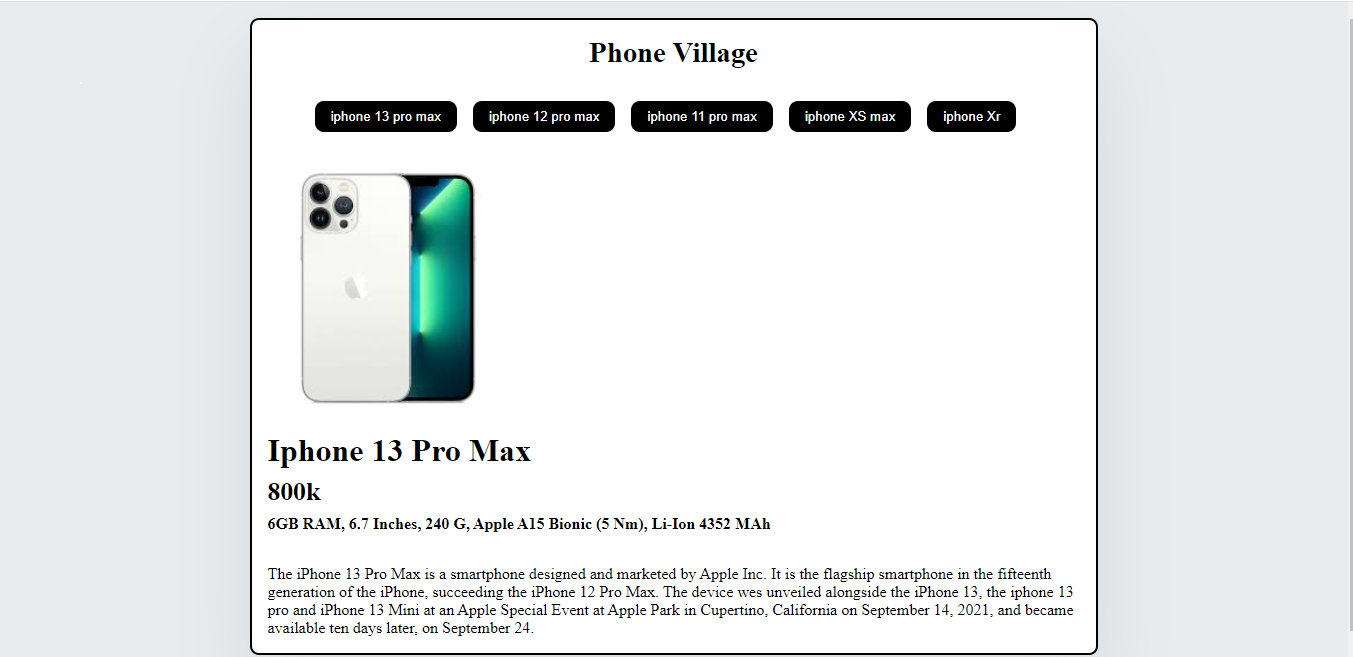 Phone Village
iphone 13 pro max
iphone 12 pro max
iphone 11 pro max
iphone XS max
iphone Xr
Iphone 13 Pro Max
800k
6GB RAM, 6.7 Inches, 240 G, Apple A15 Bionic (5 Nm), Li-Ion 4352 MAh
The iPhone 13 Pro Max is a smartphone designed and marketed by Apple Inc. It is the flagship smartphone in the fifteenth
generation of the iPhone, succeeding the iPhone 12 Pro Max. The device wes unveiled alongside the iPhone 13, the iphone 13
pro and iPhone 13 Mini at an Apple Special Event at Apple Park in Cupertino, California on September 14, 2021, and became
available ten days later, on September 24.